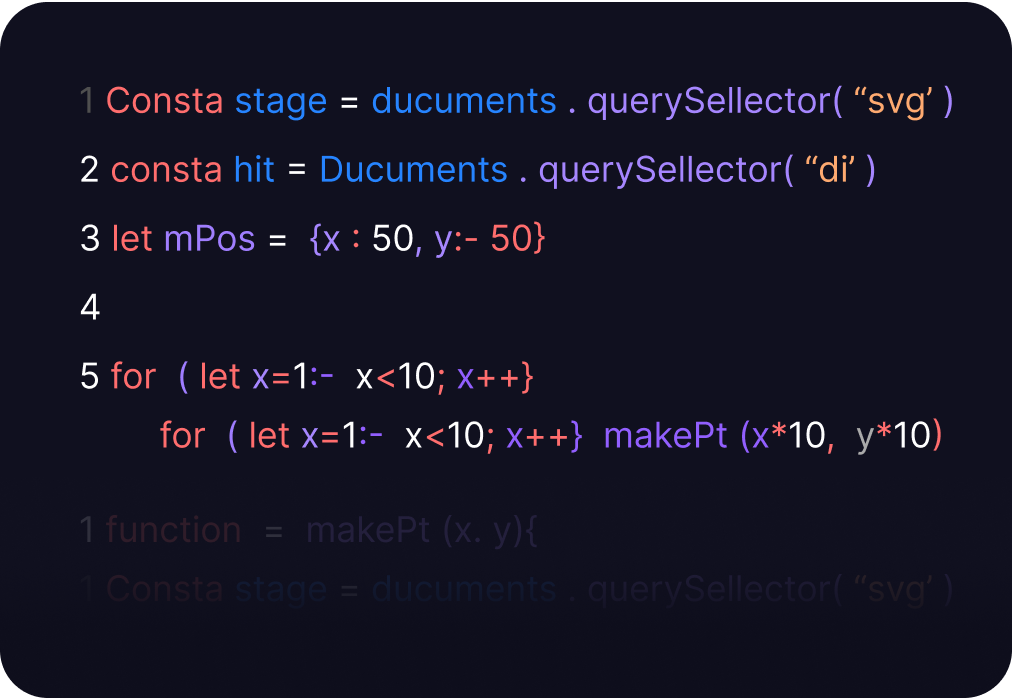 1 Consta stage = ducuments . querySellector( “svg’ )
2 consta hit = Ducuments . querySellector( “di’ )
3 let mPos = {x : 50, y:- 50}
4
5 for ( let x=1:- x<10; x++}
for ( let x=1:- x<10; x++} makePt (x*10, y*10)
1 function = makePt (x. y){
1 Consta stage = ducuments . querySellector( “svg’ )